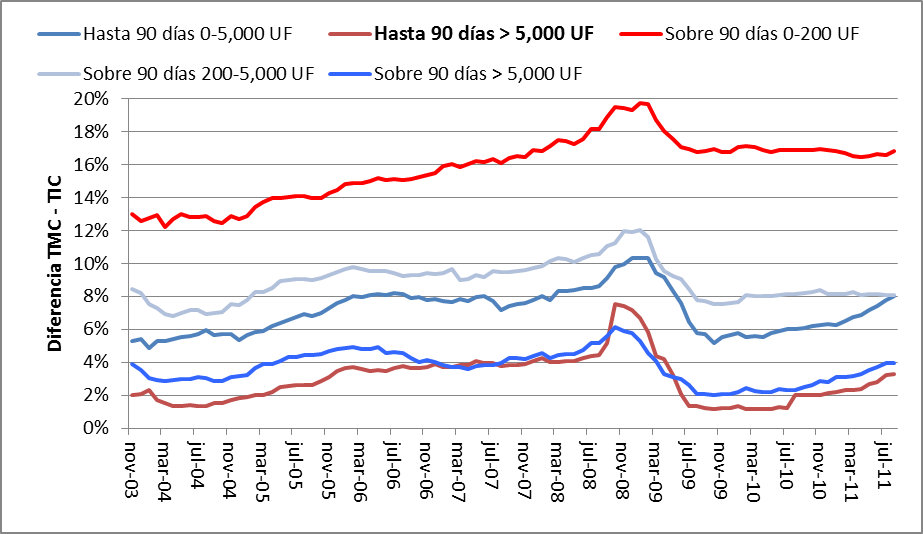 Hasta 90 días 0-5,000 UF
Hasta 90 días > 5,000 UF
Sobre 90 días 0-200 UF
Sobre 90 días 200-5,000 UF
Sobre 90 días > 5,000 UF
Diferencia TMC - TIC
20%
18%
16%
14%
12%
10%
8%
6%
4%
2%
0%
nov-03
mar-04
jul-04
nov-04
mar-05
jul-05
nov-05
mar-06
jul-06
nov-06
mar-07
jul-07
nov-07
mar-08
jul-08
nov-08
mar-09
jul-09
nov-09
mar-10
jul-10
nov-10
mar-11
jul-11